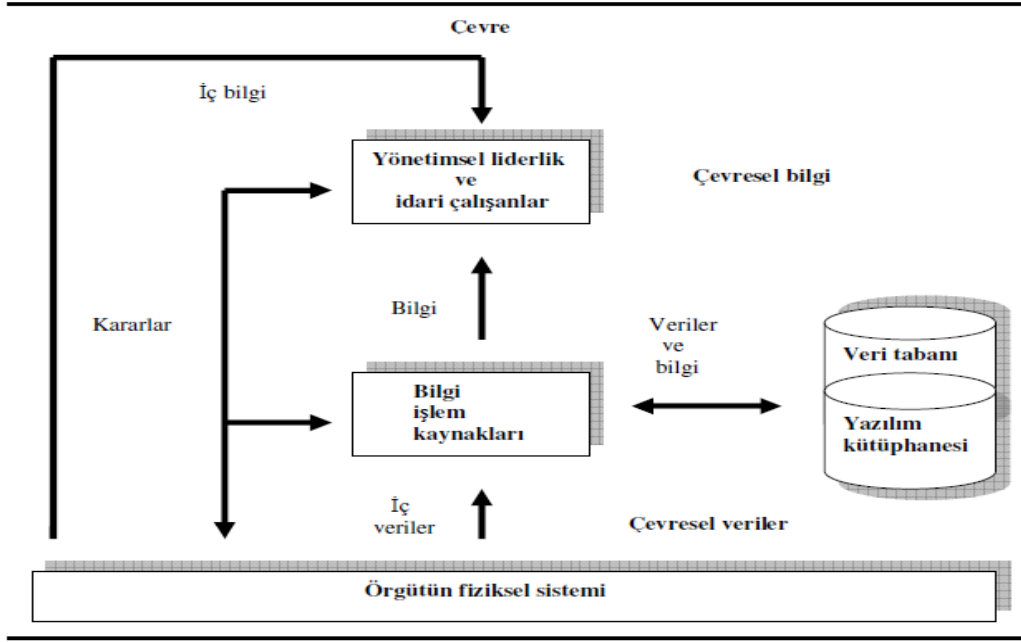 Çevre
İç bilgi
Yönetimsel liderlik
ve
idari çalışanlar
Çevresel bilgi
Kararlar
Bilgi
Veriler
ve
bilgi
Veri tabanı
Bilgi
işlem
kaynakları
Yazılım
kütüphanesi
İç
veriler
Çevresel veriler
Örgütün fiziksel sistemi